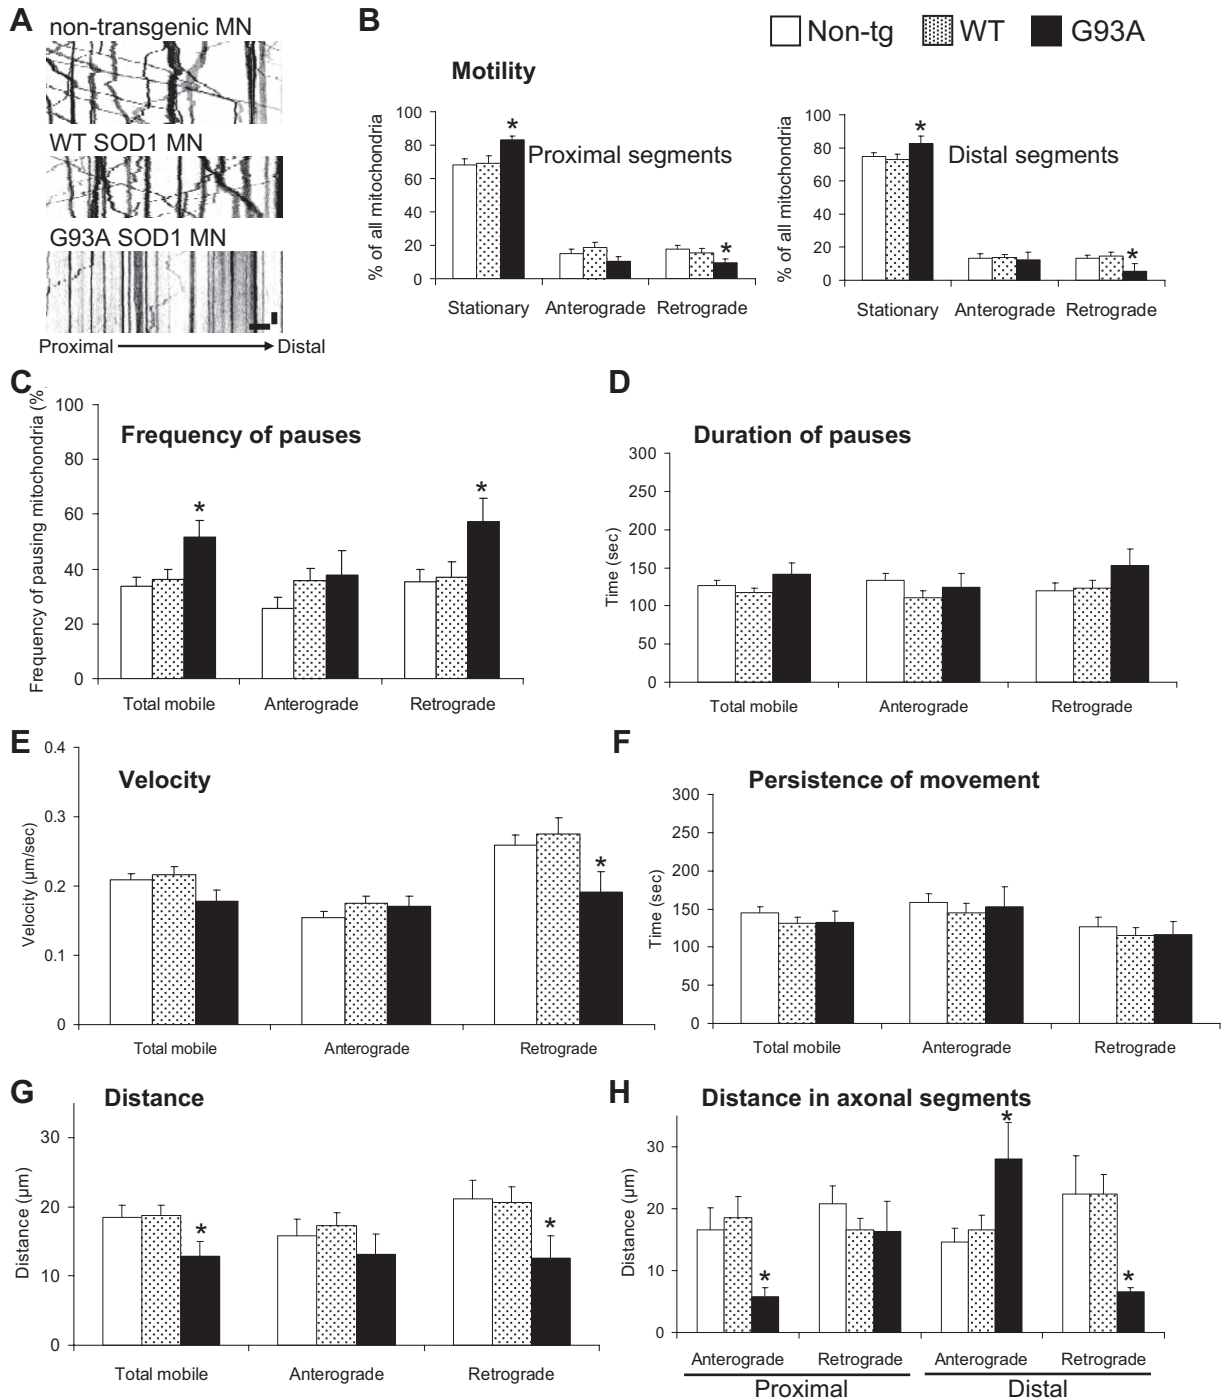 A
non-transgenic MN
WT SOD1 MN
G93A SOD1 MN
Proximal
Distal
B
Non-tg
WT
G93A
Motility
% of all mitochondria
100
80
60
40
20
0
Proximal segments
*
*
Stationary
Anterograde
Retrograde
% of all mitochondria
100
80
60
40
20
0
Distal segments
*
*
Stationary
Anterograde
Retrograde
C
Frequency of pauses
Frequency of pausing mitochondria (%
100
80
60
40
20
0
*
*
Total mobile
Anterograde
Retrograde
D
Duration of pauses
Time (sec)
300
250
200
150
100
50
0
Total mobile
Anterograde
Retrograde
E
Velocity
Velocity (µm/sec)
0.4
0.3
0.2
0.1
0
*
Total mobile
Anterograde
Retrograde
F
Persistence of movement
Time (sec)
300
250
200
150
100
50
0
Total mobile
Anterograde
Retrograde
G
Distance
Distance (µm)
30
20
10
0
*
*
Total mobile
Anterograde
Retrograde
H
Distance in axonal segments
Distance (µm)
30
20
10
0
*
*
*
Anterograde
Retrograde
Anterograde
Retrograde
Proximal
Distal